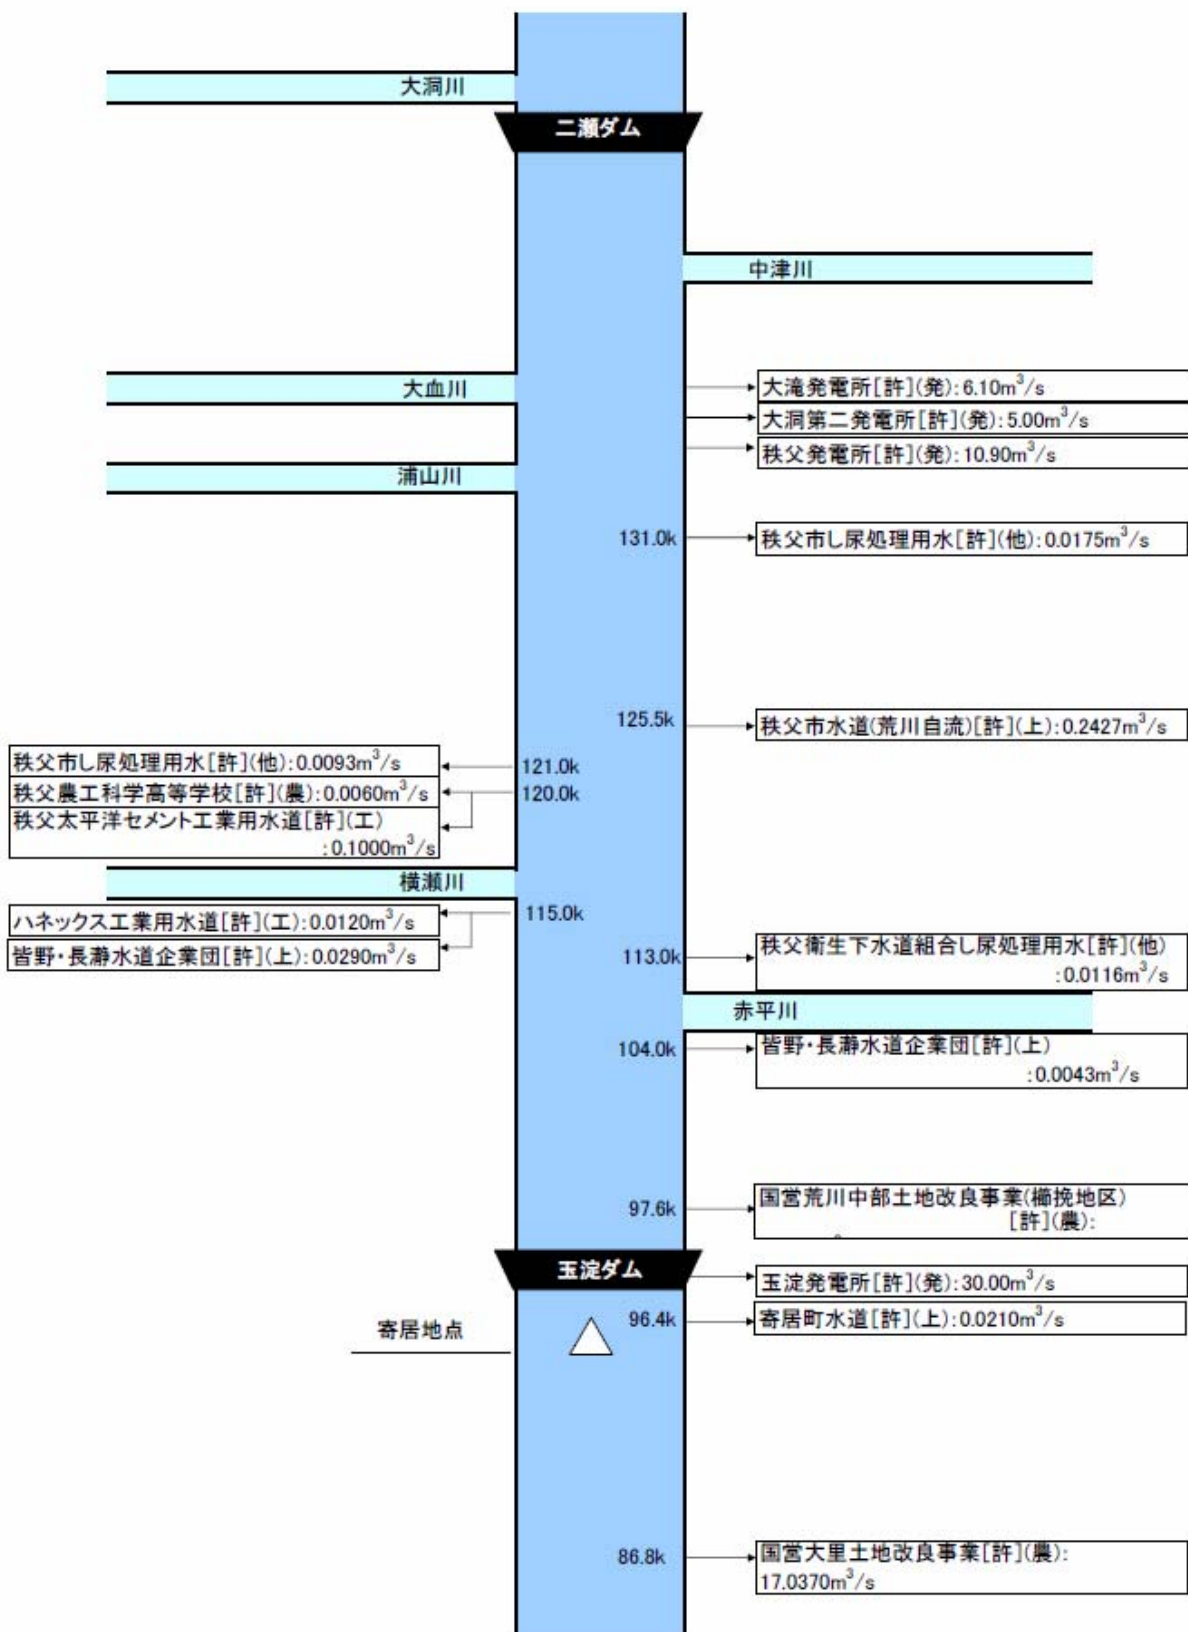 大洞川
二瀬ダム
中津川
大滝発電所[許](発):6.10m³/s
大血川
大洞第二発電所[許](発):5.00m³/s
秩父発電所[許](発):10.90m³/s
浦山川
131.0k
秩父市し尿処理用水[許](他):0.0175m³/s
125.5k
秩父市水道(荒川自流)[許](上):0.2427m³/s
秩父市し尿処理用水[許](他):0.0093m³/s
121.0k
秩父農工科学高等学校[許](農):0.0060m³/s
120.0k
秩父太平洋セメント工業用水道[許](工)
:0.1000m³/s
横瀬川
ハネックス工業用水道[許](工):0.0120m³/s
115.0k
皆野・長瀞水道企業団[許](上):0.0290m³/s
113.0k
秩父衛生下水道組合し尿処理用水[許](他)
:0.0116m³/s
赤平川
104.0k
皆野・長瀞水道企業団[許](上)
:0.0043m³/s
97.6k
国営荒川中部土地改良事業(櫛挽地区)
[許](農):
玉淀ダム
玉淀発電所[許](発):30.00m³/s
96.4k
寄居町水道[許](上):0.0210m³/s
寄居地点
86.8k
国営大里土地改良事業[許](農):
17.0370m³/s